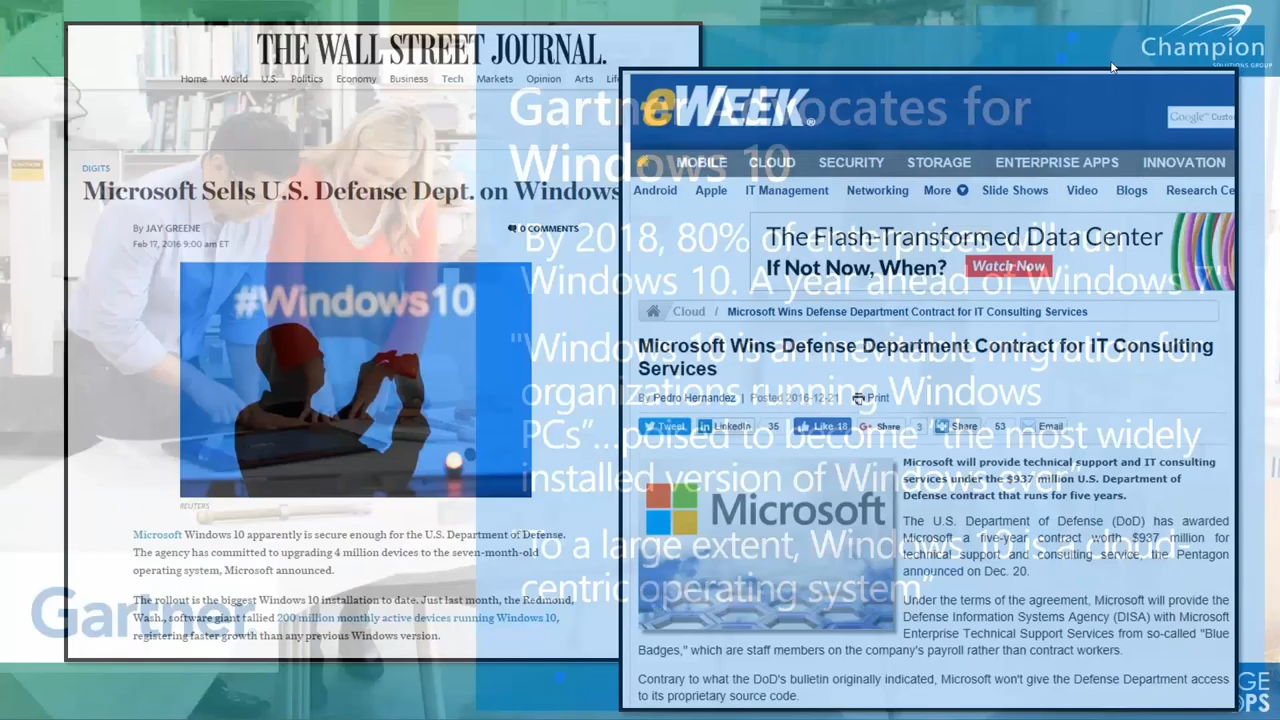 Champion
SOLUTIONS GROUP
THE WALL STREET JOURNAL.
Home World U.S. Politics Economy Business Tech Markets Opinion Arts
DIGITS
Microsoft Sells U.S. Defense Dept. on Windows
By JAY GREENE
Feb 17, 2016 9:00 am ET
0 COMMENTS
#Windows10
REUTERS
Microsoft Windows 10 apparently is secure enough for the U.S. Department of Defense.
The agency has committed to upgrading 4 million devices to the seven-month-old
operating system, Microsoft announced.
The rollout is the biggest Windows 10 installation to date. Just last month, the Redmond,
Wash., software giant tallied 200 million monthly active devices running Windows 10,
registering faster growth than any previous Windows version.
Gartner
Gartner Advocates for
Windows 10
"By 2018, 80% of enterprises will run
Windows 10. A year ahead of Windows 7"
"Windows 10 is an inevitable migration for
organizations running Windows
PCs"...poised to become "the most widely
installed version of Windows ever"
"To a large extent, Windows 10 is a cloud-
centric operating system"
eWEEK®
Google™ Custo
MOBILE CLOUD SECURITY STORAGE ENTERPRISE APPS INNOVATION
Android Apple IT Management Networking More Slide Shows Video Blogs Research Ce
The Flash-Transformed Data Center
If Not Now, When? Watch Now
Cloud / Microsoft Wins Defense Department Contract for IT Consulting Services
Microsoft Wins Defense Department Contract for IT Consulting
Services
By Pedro Hernandez | Posted 2016-12-21 Print
Tweet LinkedIn 35 Like 18 Share 3 Share 53 Email
Microsoft
Microsoft will provide technical support and IT consulting
services under the $937 million U.S. Department of
Defense contract that runs for five years.
The U.S. Department of Defense (DoD) has awarded
Microsoft a five-year contract worth $937 million for
technical support and consulting service, the Pentagon
announced on Dec. 20.
Under the terms of the agreement, Microsoft will provide the
Defense Information Systems Agency (DISA) with Microsoft
Enterprise Technical Support Services from so-called "Blue
Badges," which are staff members on the company's payroll rather than contract workers.
Contrary to what the DoD's bulletin originally indicated, Microsoft won't give the Defense Department access
to its proprietary source code.